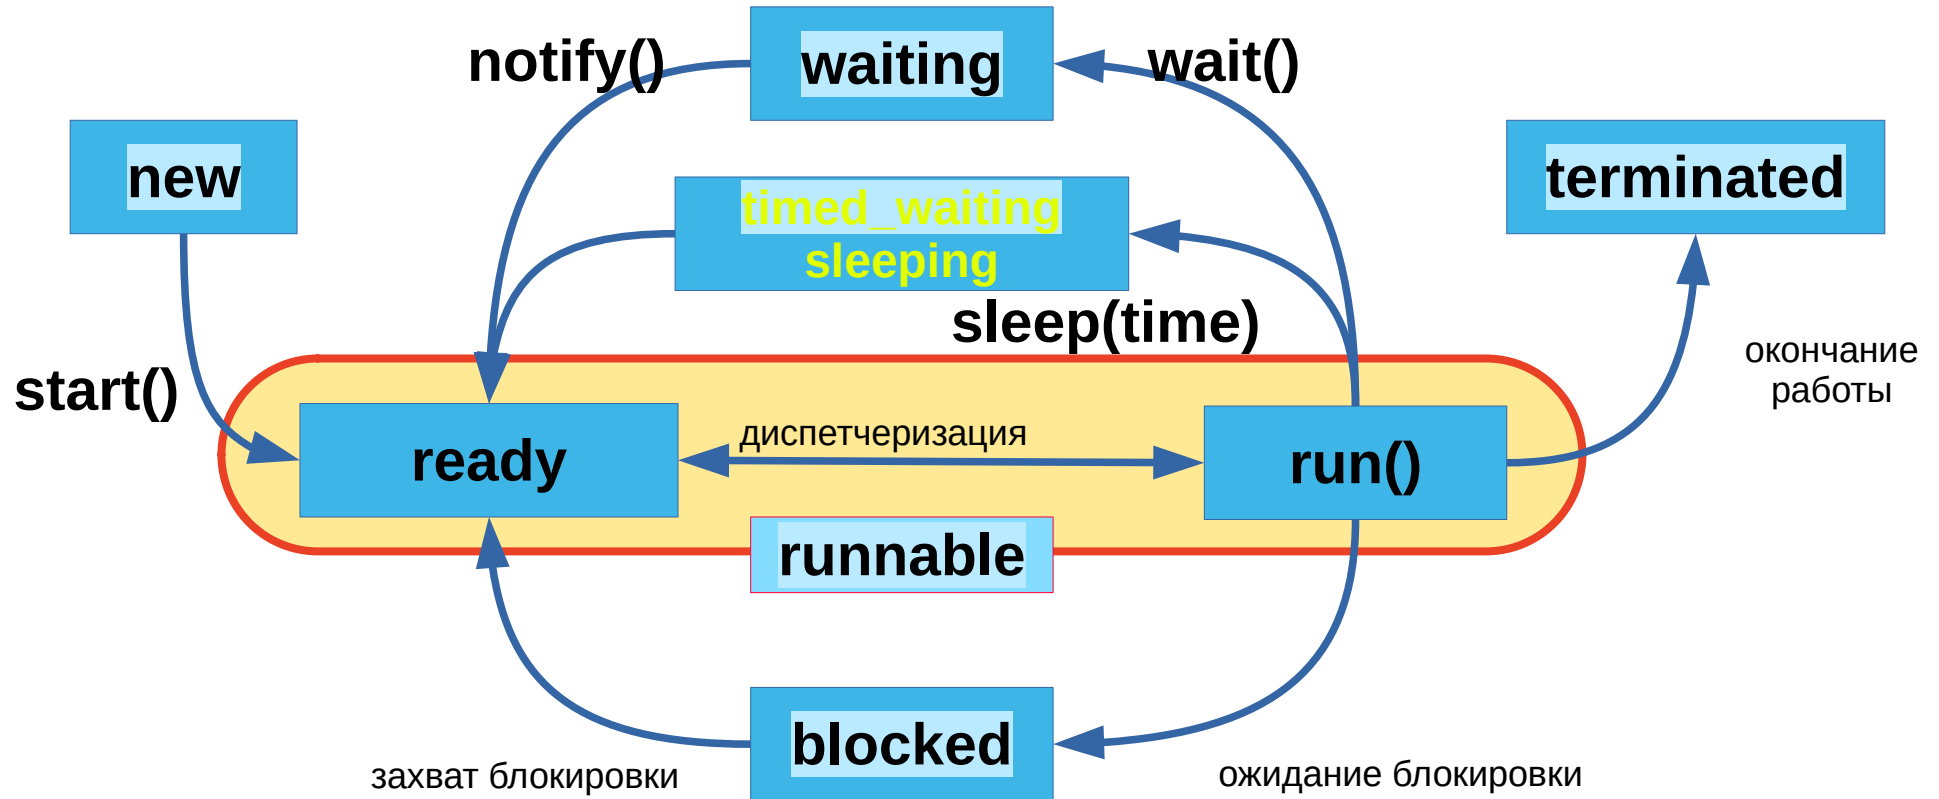 notify()
waiting
wait()
new
terminated
timed_waiting
sleeping
sleep(time)
start()
окончание
работы
диспетчеризация
ready
run()
runnable
blocked
захват блокировки
ожидание блокировки